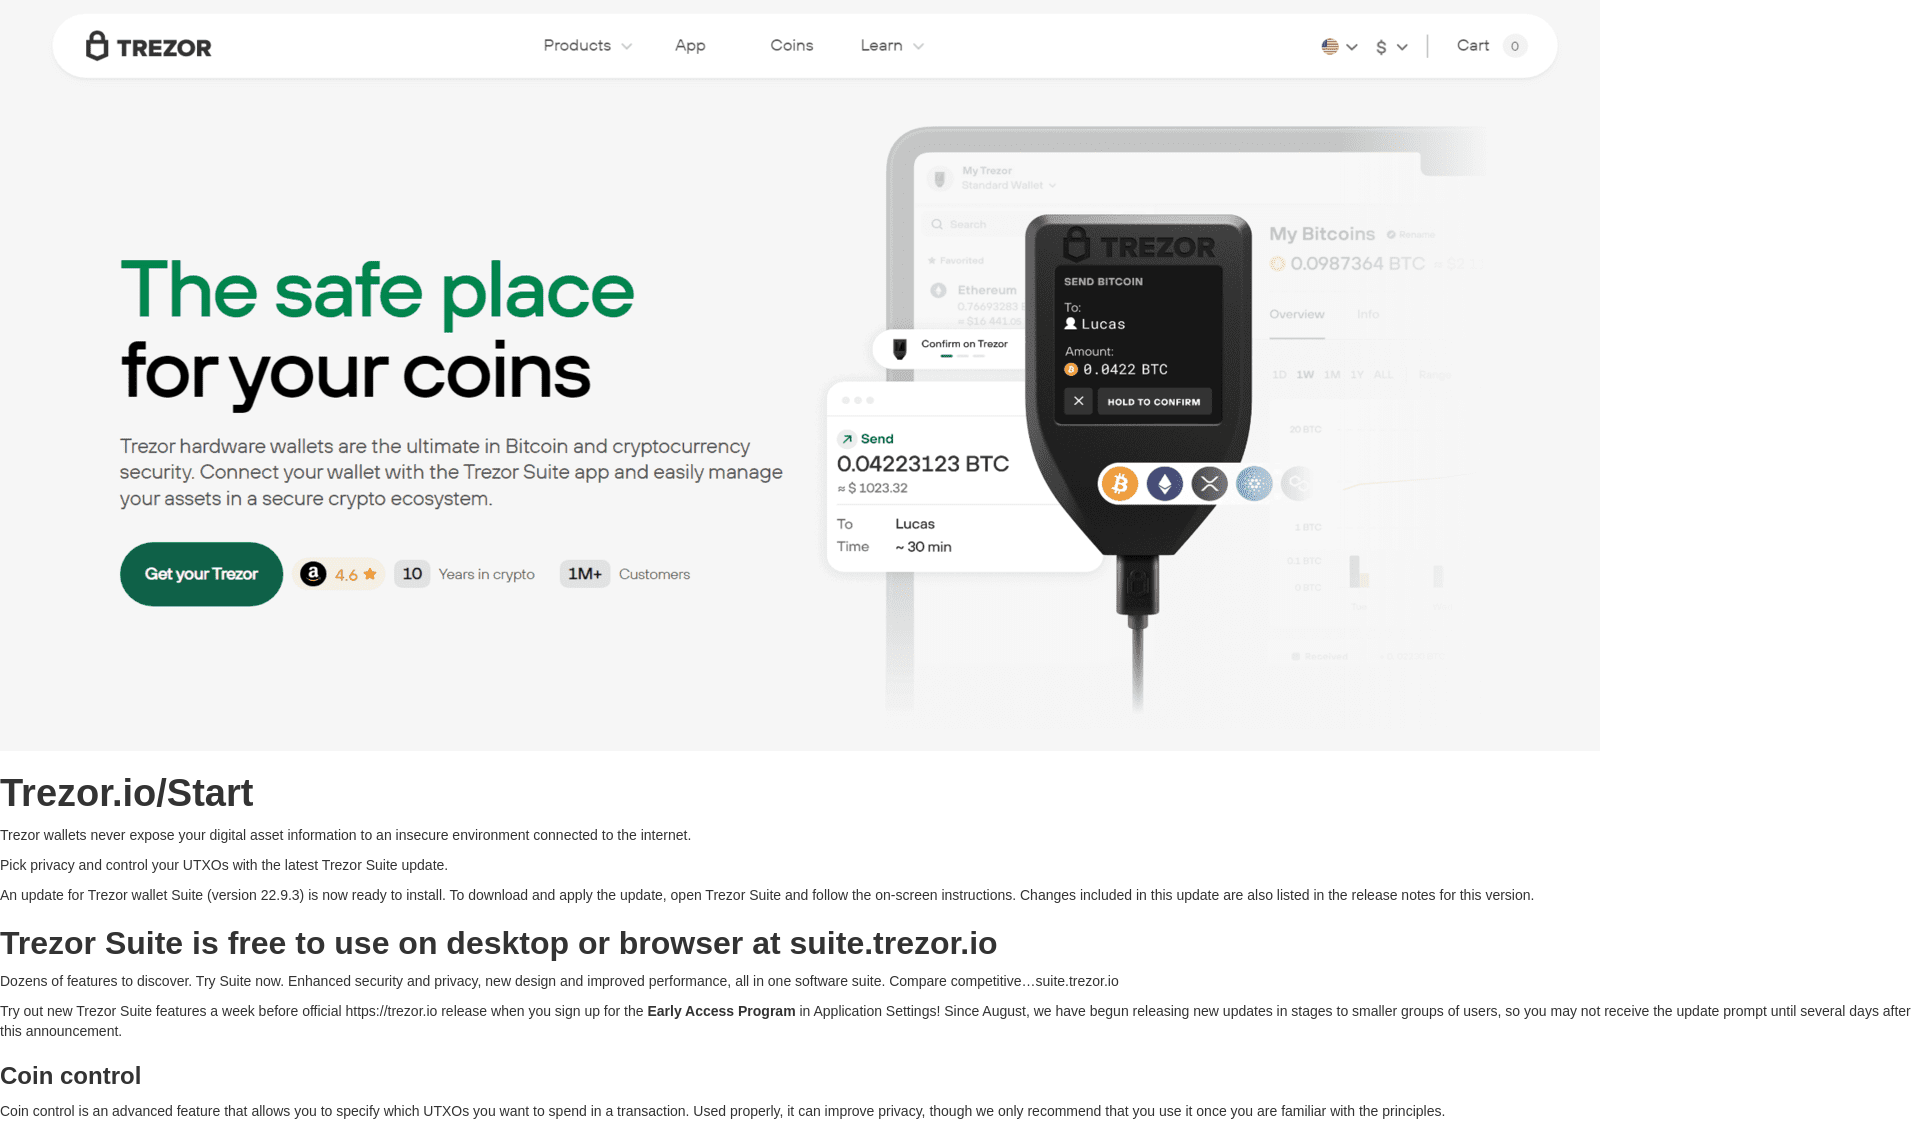 TREZOR
Products
App
Coins
Learn
$
Cart
0
My Trezor
Standard Wallet
Search
TREZOR
My Bitcoins
Rename
0.0987364 BTC
Favorited
SEND BITCOIN
Ethereum
To:
Lucas
Overview
Info
The safe place
for your coins
Confirm on Trezor
Amount:
0.0422 BTC
1D 1W 1M 1Y ALL Range
HOLD TO CONFIRM
20 BTC
Send
0.04223123 BTC
≈ $ 1023.32
Trezor hardware wallets are the ultimate in Bitcoin and cryptocurrency
security. Connect your wallet with the Trezor Suite app and easily manage
your assets in a secure crypto ecosystem.
To Lucas
Time ~ 30 min
1 BTC
0.1 BTC
0 BTC
Tue
Get your Trezor
a 4.6
10 Years in crypto
1M+ Customers
Received
Trezor.io/Start
Trezor wallets never expose your digital asset information to an insecure environment connected to the internet.
Pick privacy and control your UTXOs with the latest Trezor Suite update.
An update for Trezor wallet Suite (version 22.9.3) is now ready to install. To download and apply the update, open Trezor Suite and follow the on-screen instructions. Changes included in this update are also listed in the release notes for this version.
Trezor Suite is free to use on desktop or browser at suite.trezor.io
Dozens of features to discover. Try Suite now. Enhanced security and privacy, new design and improved performance, all in one software suite. Compare competitive…suite.trezor.io
Try out new Trezor Suite features a week before official https://trezor.io release when you sign up for the Early Access Program in Application Settings! Since August, we have begun releasing new updates in stages to smaller groups of users, so you may not receive the update prompt until several days after
this announcement.
Coin control
Coin control is an advanced feature that allows you to specify which UTXOs you want to spend in a transaction. Used properly, it can improve privacy, though we only recommend that you use it once you are familiar with the principles.